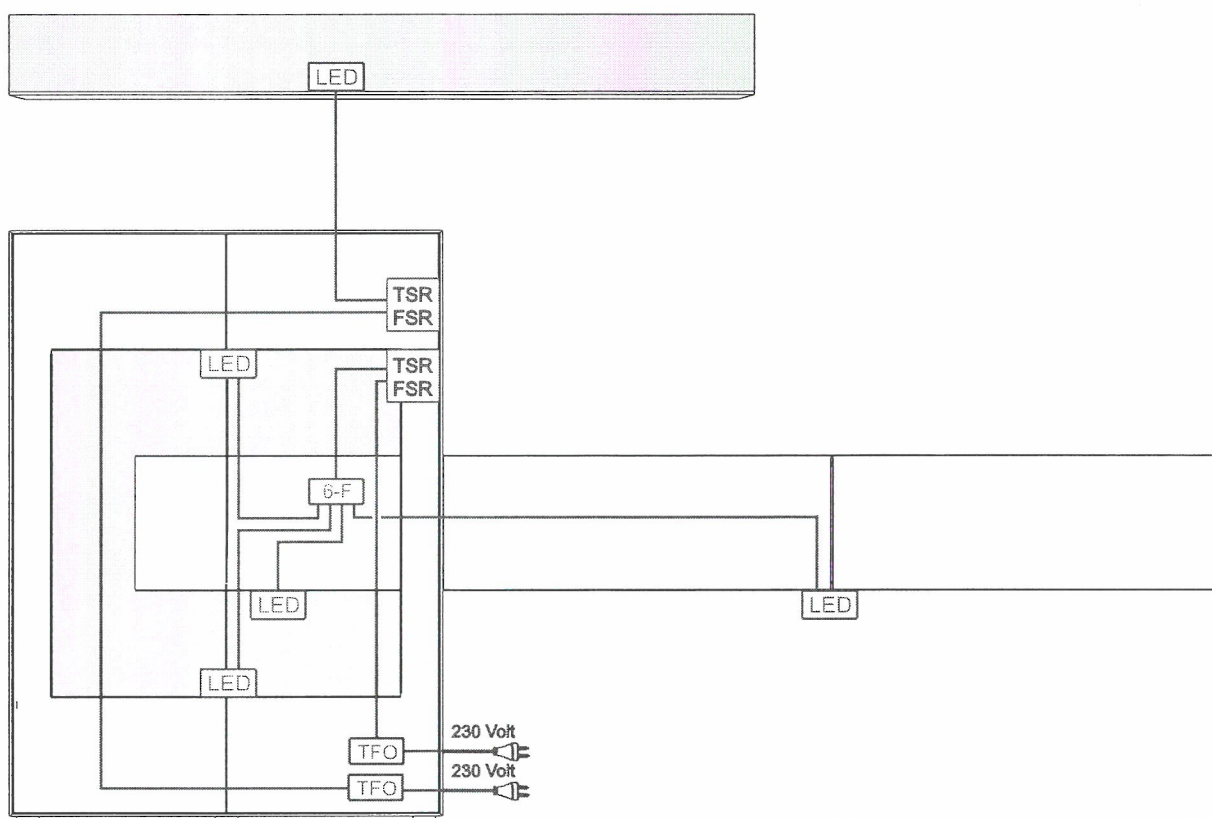 LED
TSR
FSR
LED
TSR
FSR
6-F
LED
LED
LED
230 Volt
TFO
230 Volt
TFO